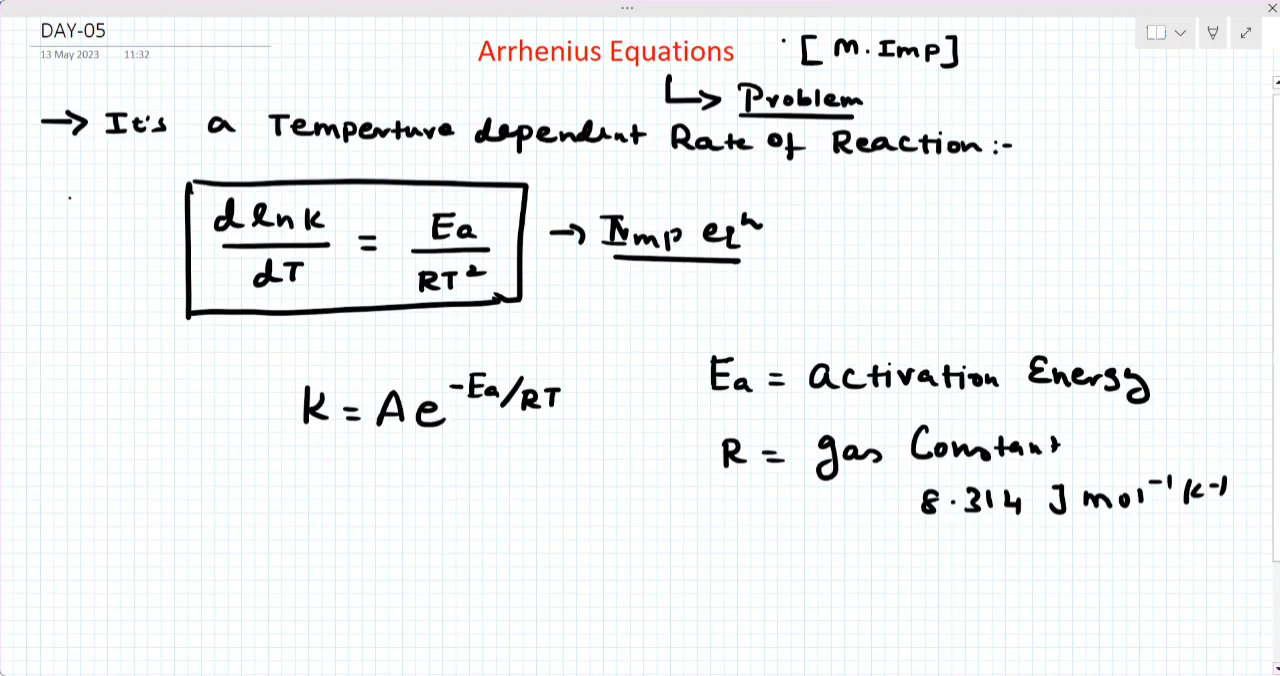 DAY-05
13 May 2023 11:32
Arrhenius Equations · [M. Imp]
↳ Problem
→ It's a Temperture dependent Rate of Reaction :-
d ln k / dT = Ea / RT² → Imp eqⁿ
k = Ae^-Ea/RT
Ea = activation Energy
R = gas Constant
8.314 J mol⁻¹ K⁻¹